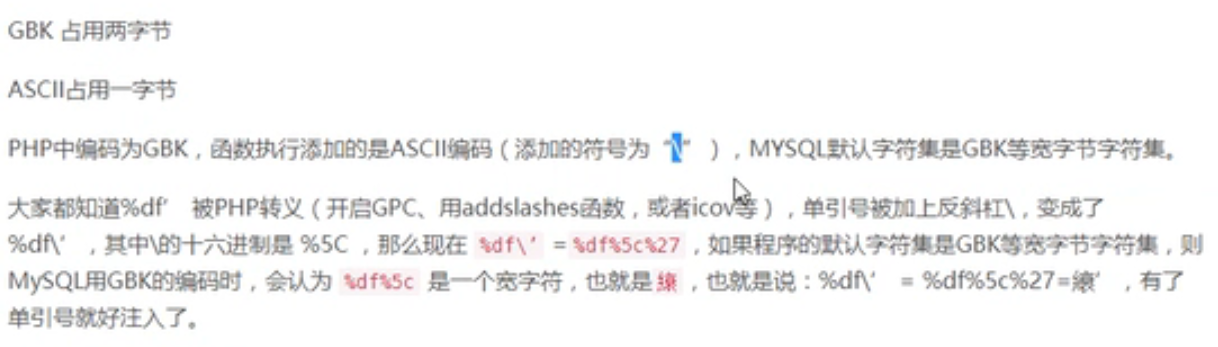 GBK 占用两字节
ASCII占用一字节
PHP中编码为GBK，函数执行添加的是ASCII编码（添加的符号为“\”），MYSQL默认字符集是GBK等宽字节字符集。
大家都知道%df’ 被PHP转义（开启GPC、用addslashes函数，或者icov等），单引号被加上反斜杠\，变成了
%df\’ ，其中\的十六进制是 %5C ，那么现在 %df\’ =%df%5c%27 ，如果程序的默认字符集是GBK等宽字节字符集，则
MySQL用GBK的编码时，会认为 %df%5c 是一个宽字符，也就是縗 ，也就是说：%df\’ = %df%5c%27=縗’ ，有了
单引号就好注入了。